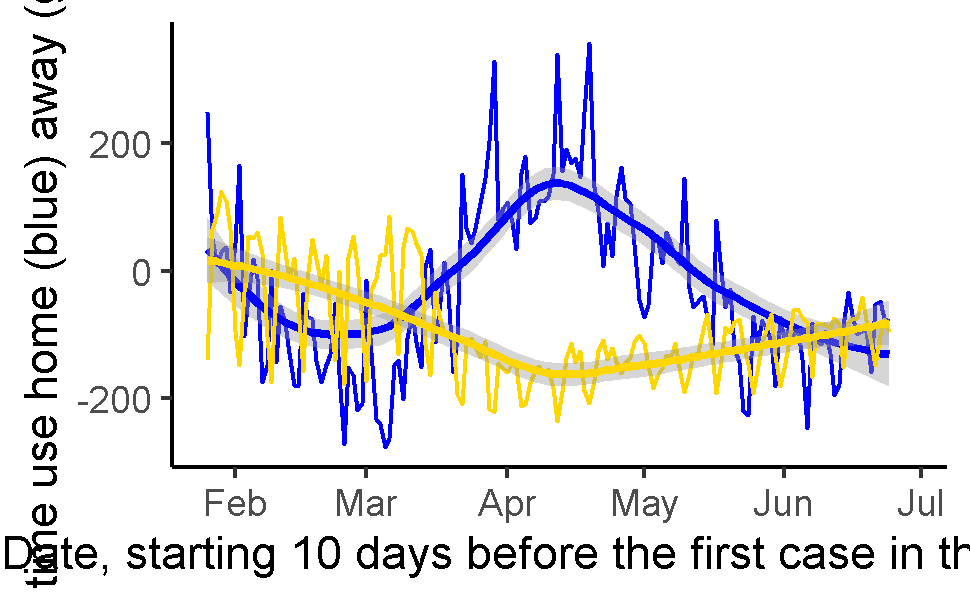 time use home (blue) away (
200
0
-200
Feb Mar Apr May Jun Jul
Date, starting 10 days before the first case in th